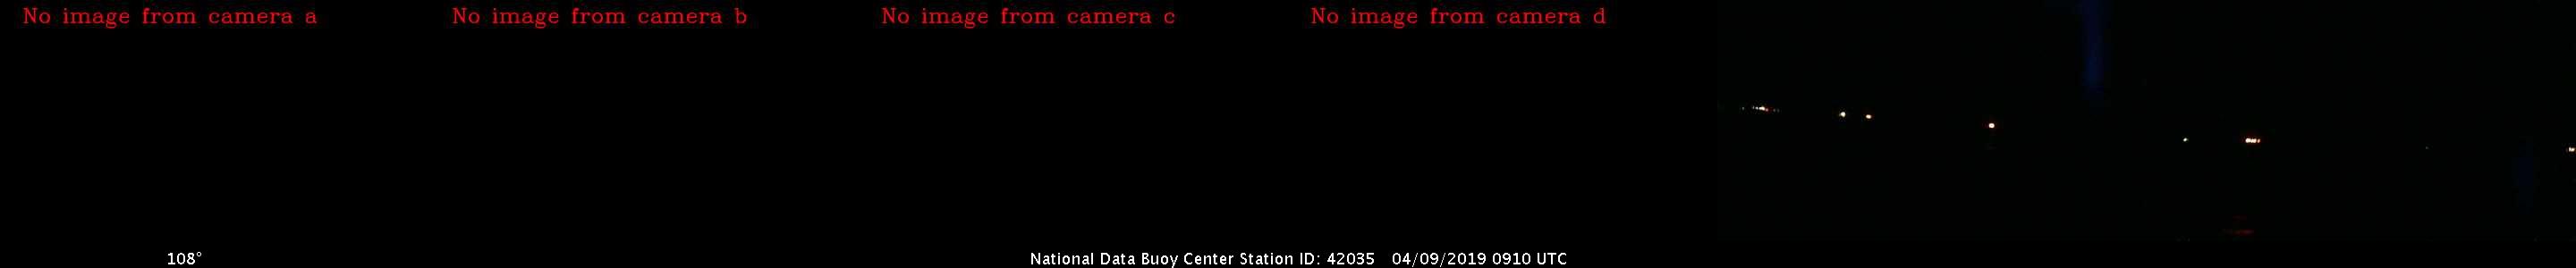 No image from camera a
No image from camera b
No image from camera c
No image from camera d
108°
National Data Buoy Center Station ID: 42035 04/09/2019 0910 UTC